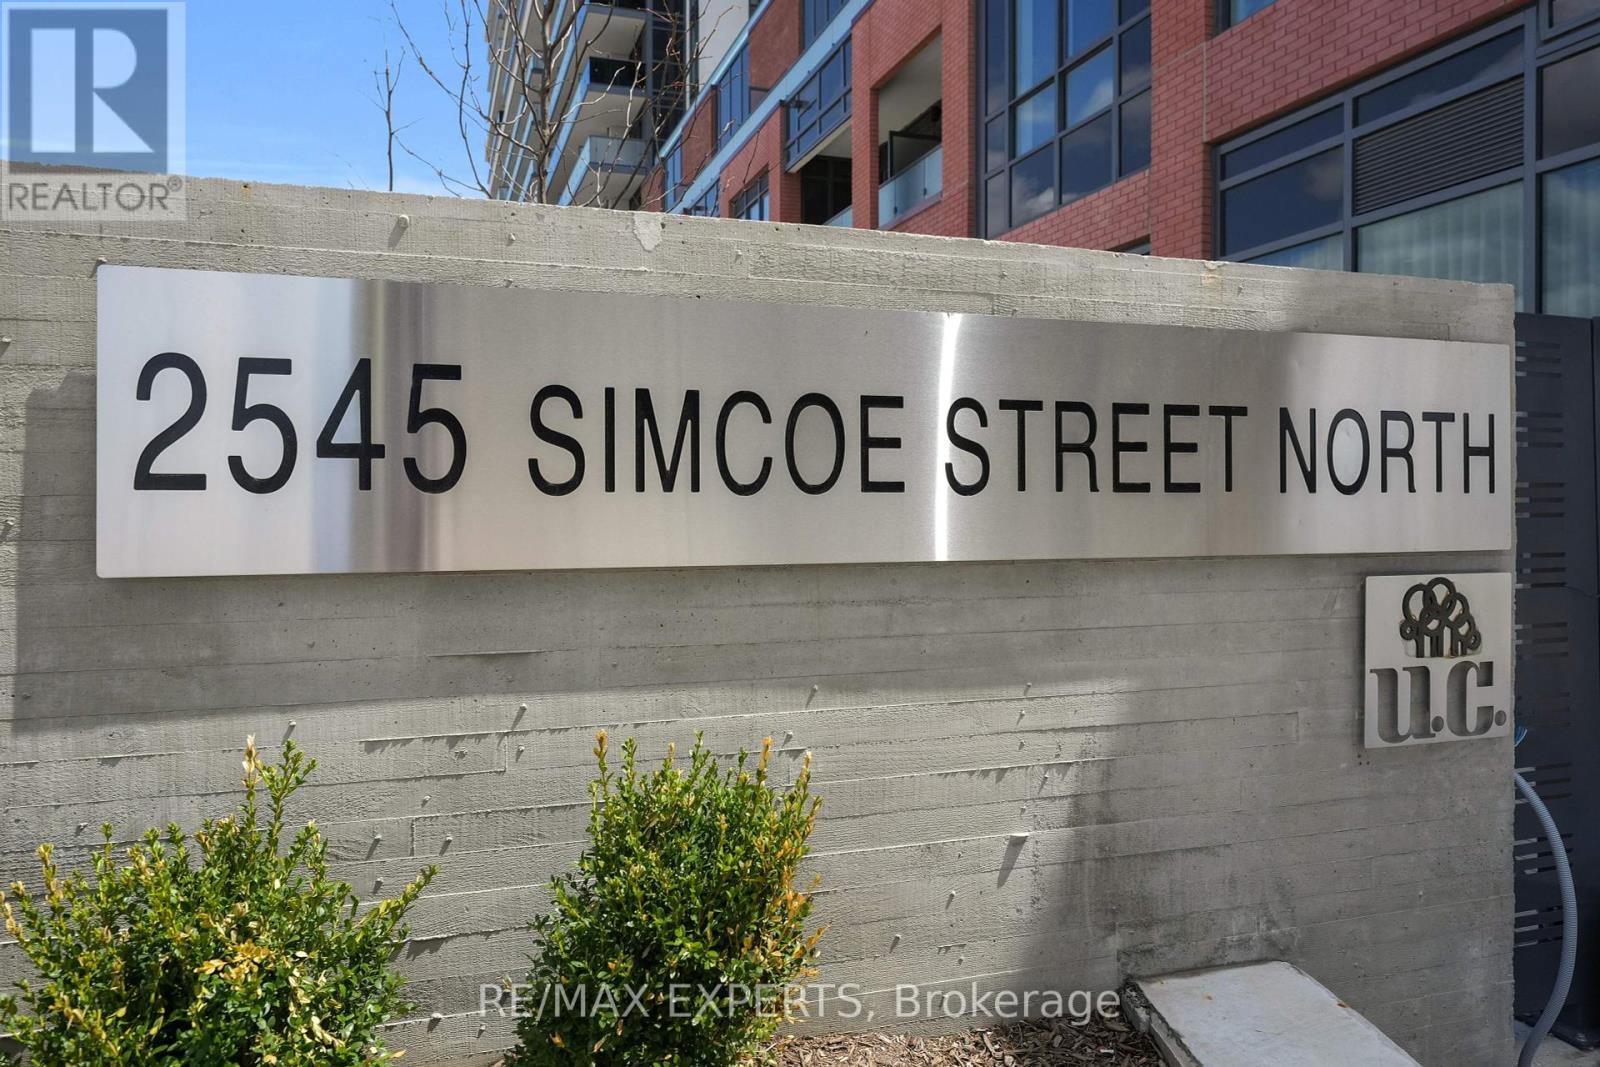 R
REALTOR®
2545 SIMCOE STREET NORTH
u.c.
RE/MAX EXPERTS, Brokerage